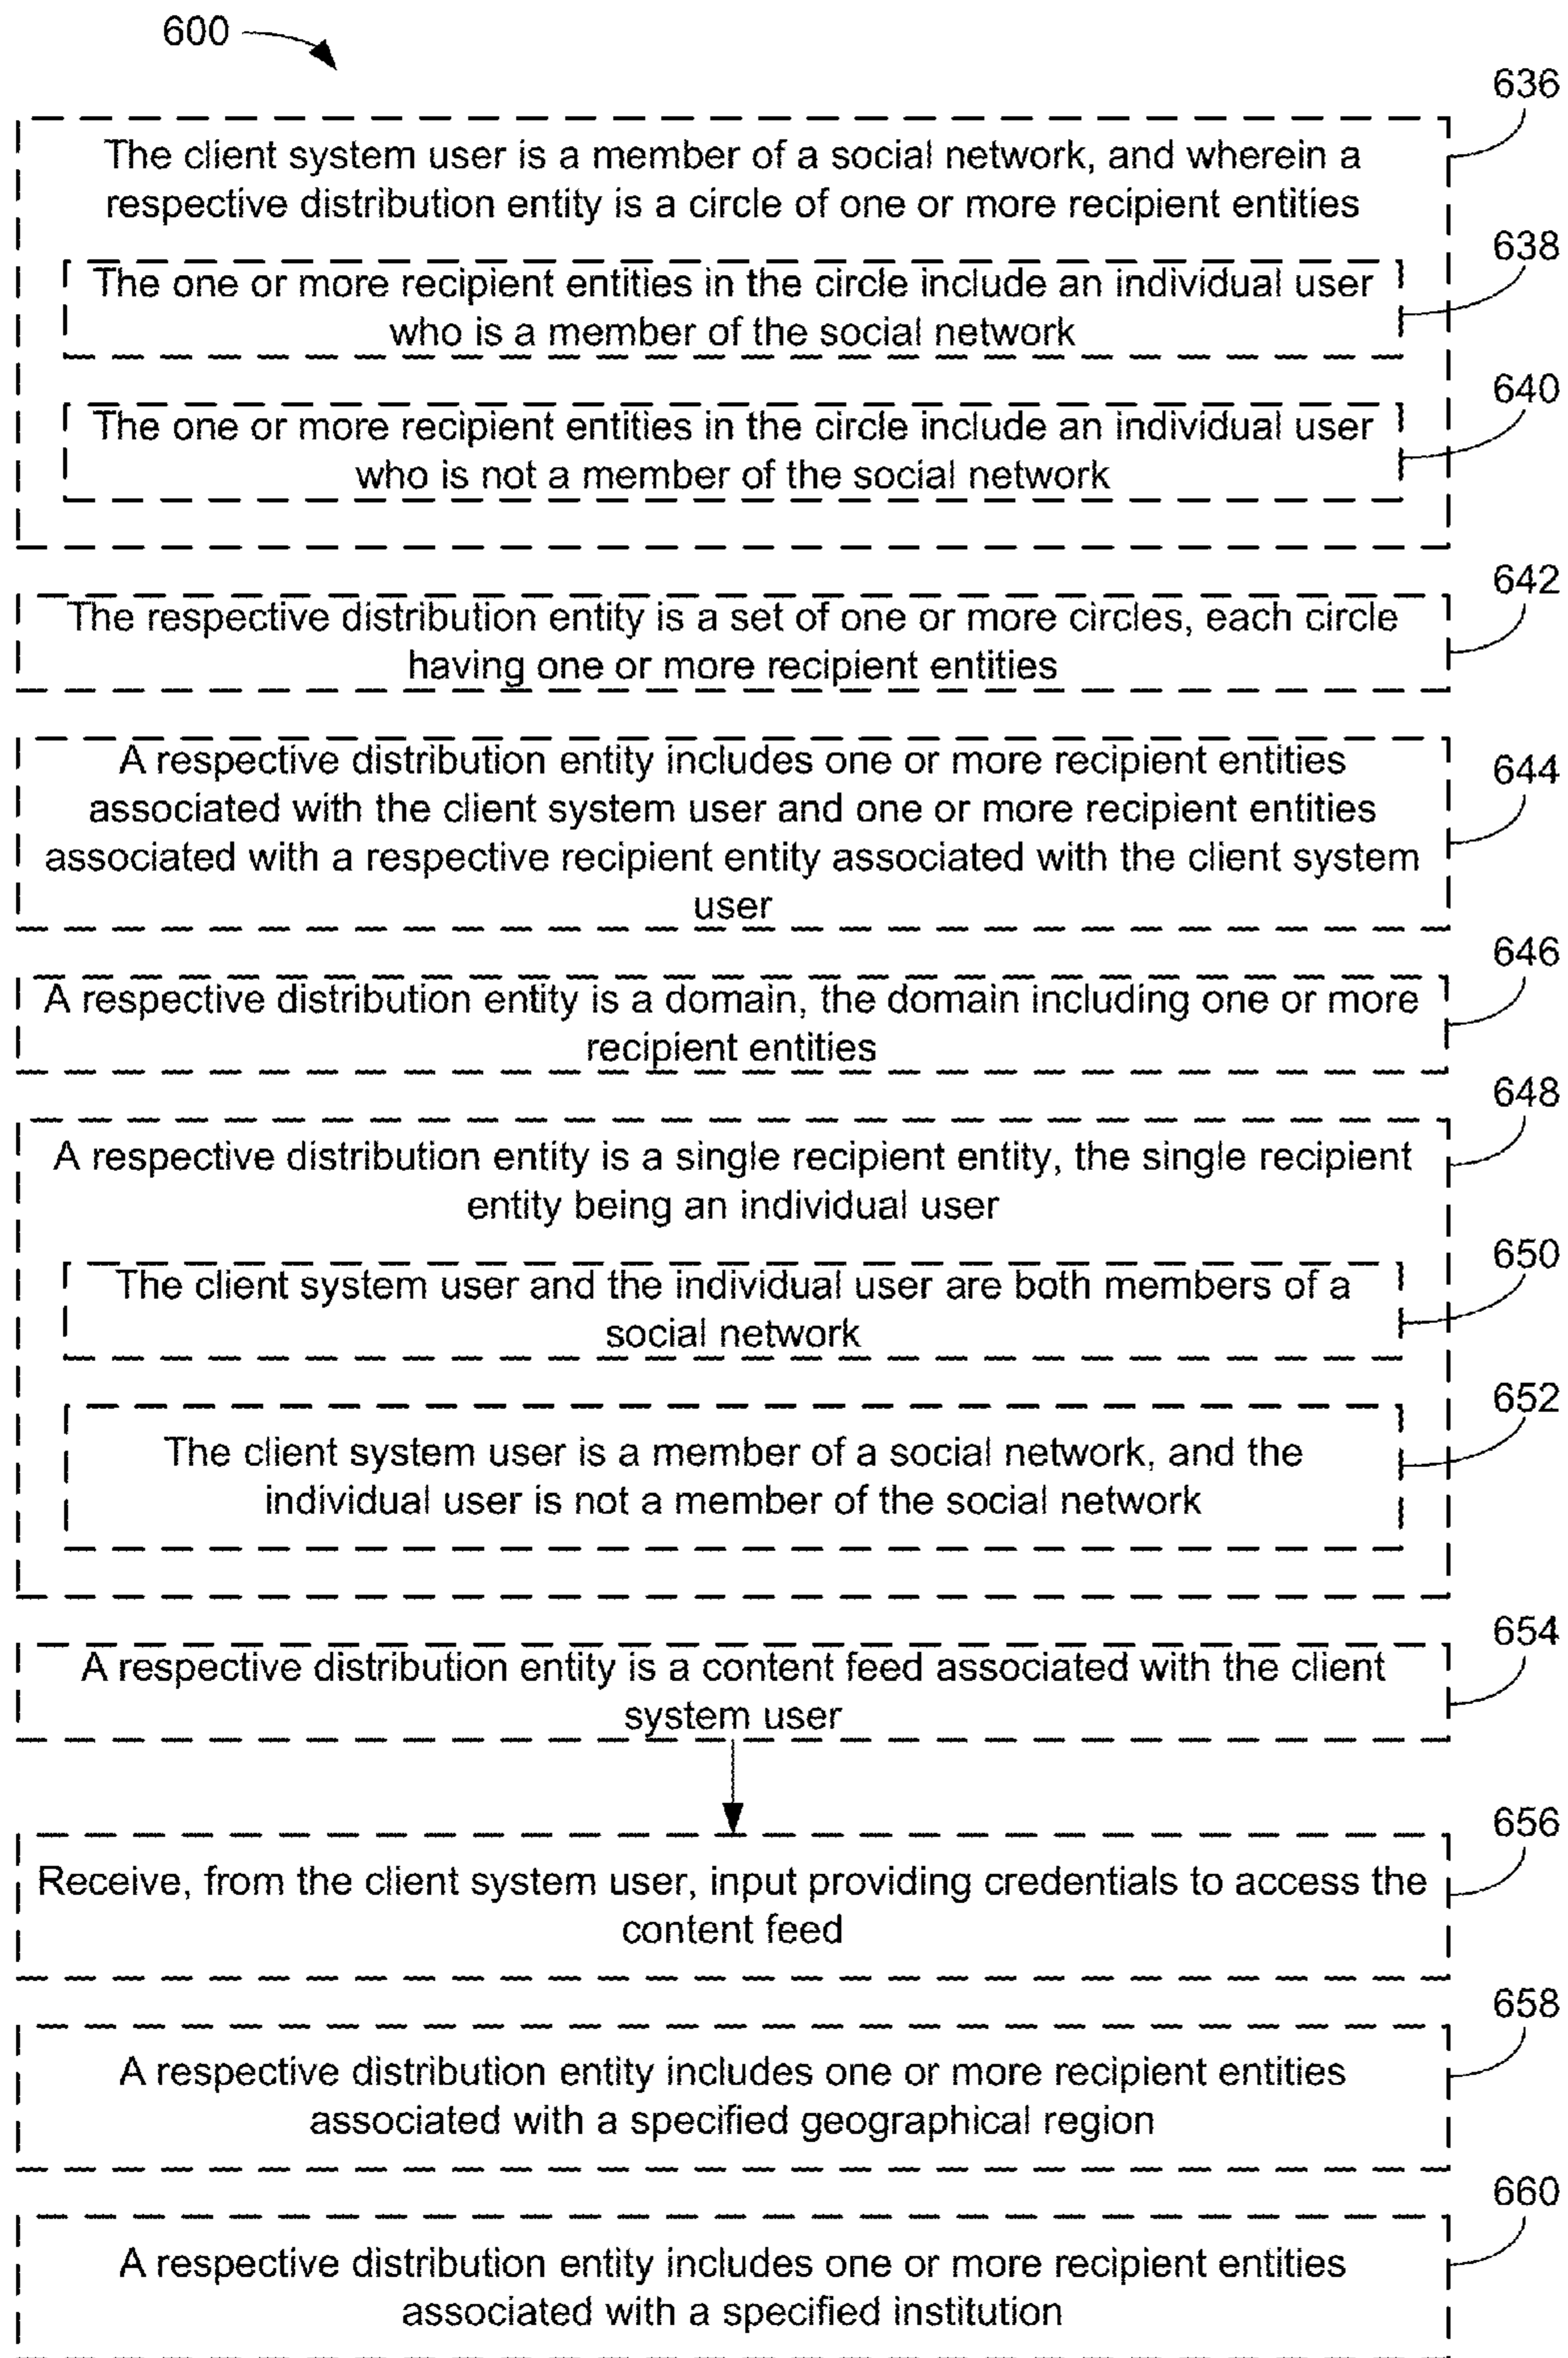 600
636
The client system user is a member of a social network, and wherein a
respective distribution entity is a circle of one or more recipient entities
638
The one or more recipient entities in the circle include an individual user
who is a member of the social network
640
The one or more recipient entities in the circle include an individual user
who is not a member of the social network
642
The respective distribution entity is a set of one or more circles, each circle
having one or more recipient entities
644
A respective distribution entity includes one or more recipient entities
associated with the client system user and one or more recipient entities
associated with a respective recipient entity associated with the client system
user
646
A respective distribution entity is a domain, the domain including one or more
recipient entities
648
A respective distribution entity is a single recipient entity, the single recipient
entity being an individual user
650
The client system user and the individual user are both members of a
social network
652
The client system user is a member of a social network, and the
individual user is not a member of the social network
654
A respective distribution entity is a content feed associated with the client
system user
656
Receive, from the client system user, input providing credentials to access the
content feed
658
A respective distribution entity includes one or more recipient entities
associated with a specified geographical region
660
A respective distribution entity includes one or more recipient entities
associated with a specified institution